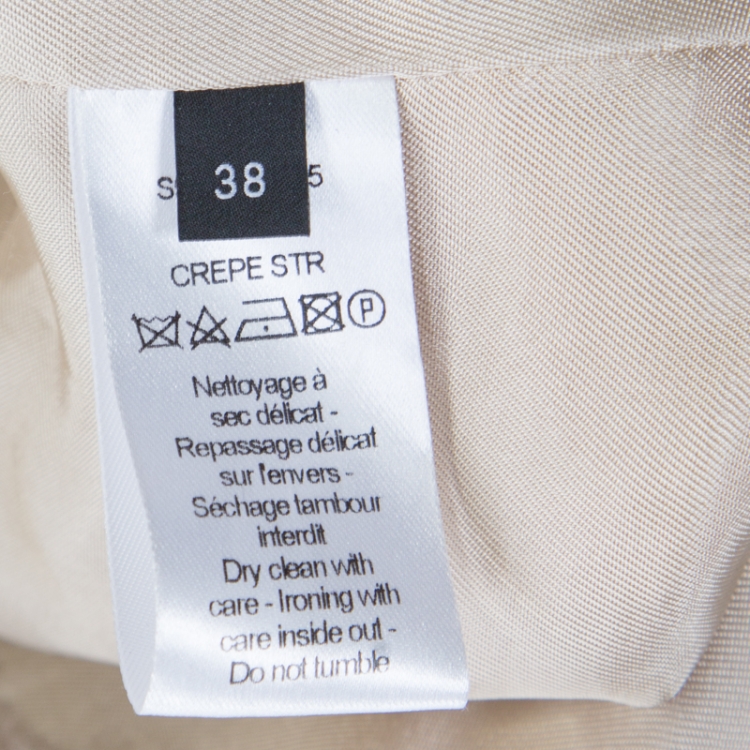 38
S 5
CREPE STR
P
Nettoyage à
sec délicat -
Repassage délicat
sur l'envers -
Séchage tambour
interdit
Dry clean with
care - Ironing with
care inside out -
Do not tumble